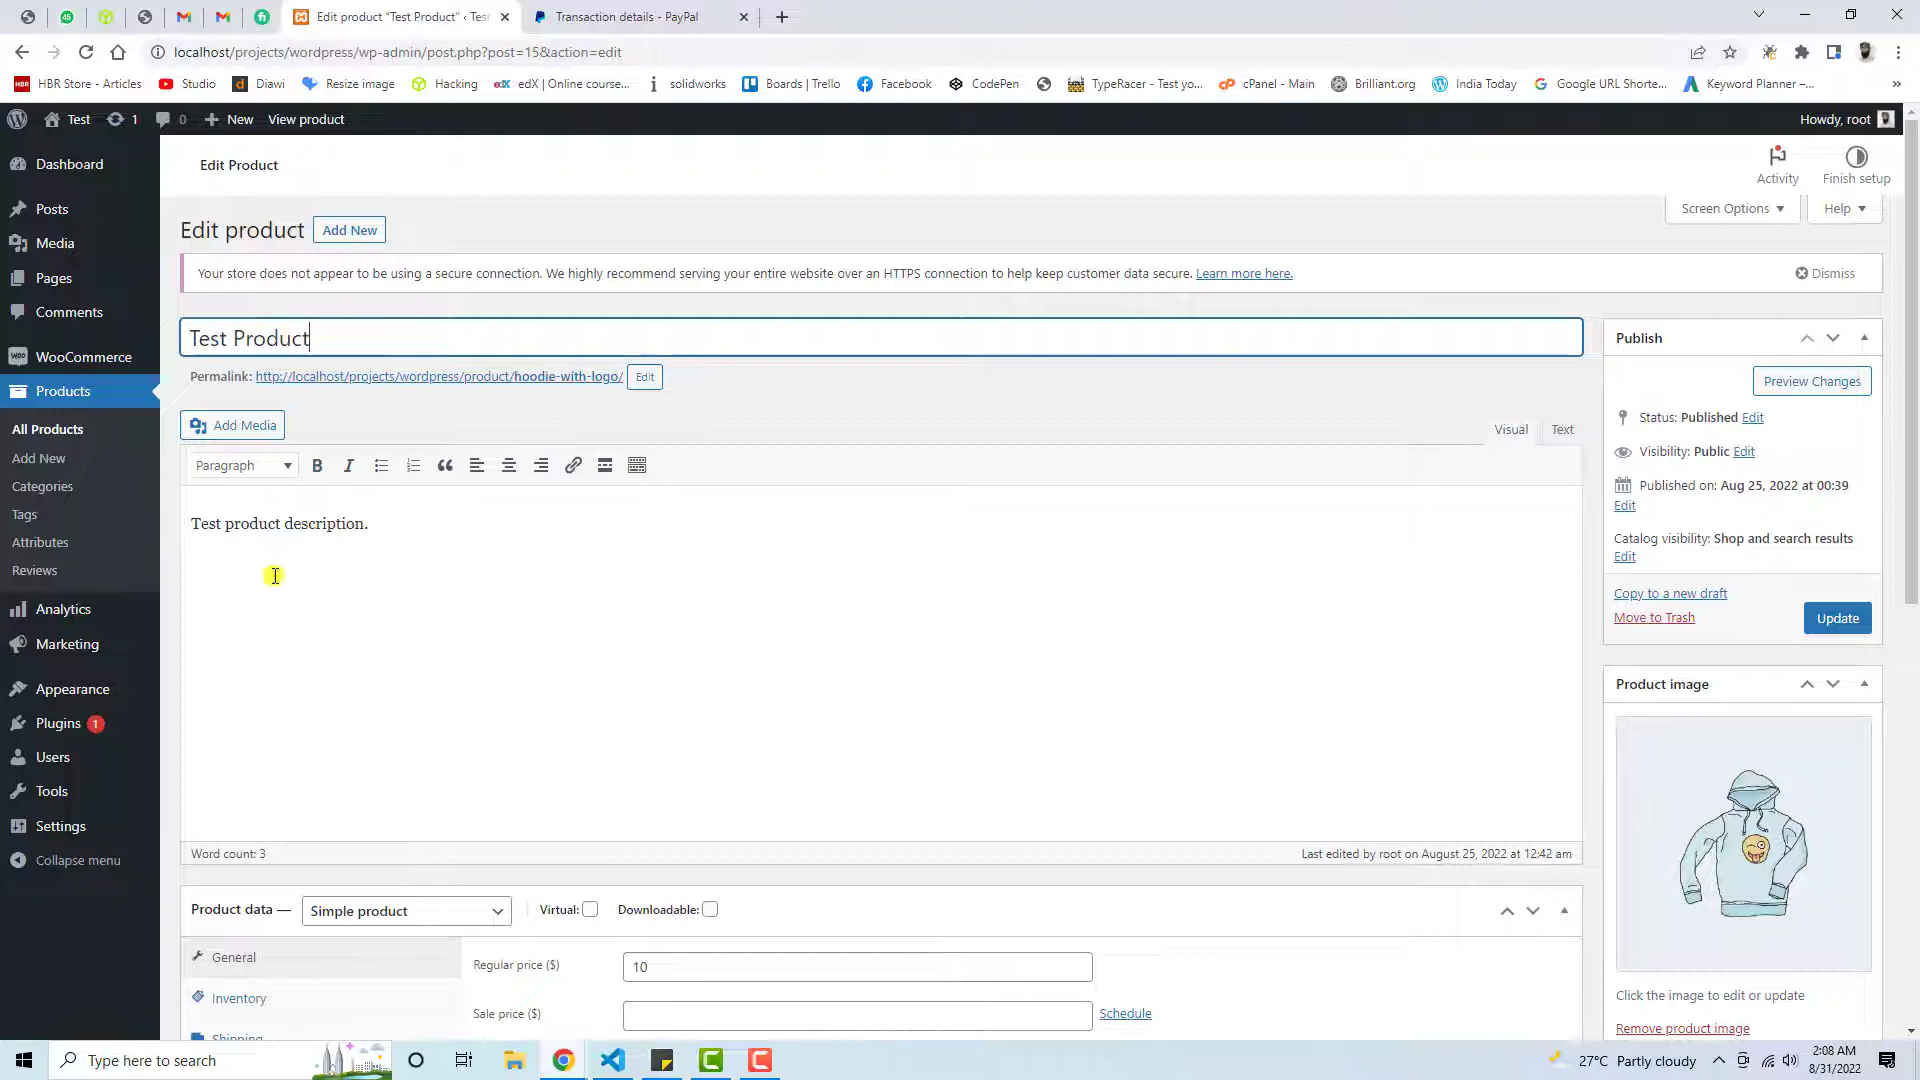 Edit product “Test Product” ‹ Test
Transaction details - PayPal
localhost/projects/wordpress/wp-admin/post.php?post=15&action=edit
HBR Store - Articles
Studio
Diawi
Resize image
Hacking
edX | Online course...
solidworks
Boards | Trello
Facebook
CodePen
TypeRacer - Test yo...
cPanel - Main
Brilliant.org
India Today
Google URL Shorte...
Keyword Planner –...
Test
1
0
New
View product
Howdy, root
Dashboard
Posts
Media
Pages
Comments
WooCommerce
Products
All Products
Add New
Categories
Tags
Attributes
Reviews
Analytics
Marketing
Appearance
Plugins 1
Users
Tools
Settings
Collapse menu
Edit Product
Activity
Finish setup
Screen Options
Help
Edit product
Add New
Your store does not appear to be using a secure connection. We highly recommend serving your entire website over an HTTPS connection to help keep customer data secure. Learn more here.
Dismiss
Test Product
Permalink: http://localhost/projects/wordpress/product/hoodie-with-logo/ Edit
Add Media
Visual
Text
Paragraph
Test product description.
Word count: 3
Last edited by root on August 25, 2022 at 12:42 am
Product data —
Simple product
Virtual:
Downloadable:
General
Inventory
Shipping
Regular price ($)
10
Sale price ($)
Schedule
Publish
Preview Changes
Status: Published Edit
Visibility: Public Edit
Published on: Aug 25, 2022 at 00:39
Edit
Catalog visibility: Shop and search results
Edit
Copy to a new draft
Move to Trash
Update
Product image
Click the image to edit or update
Remove product image
Type here to search
27°C Partly cloudy
2:08 AM
8/31/2022